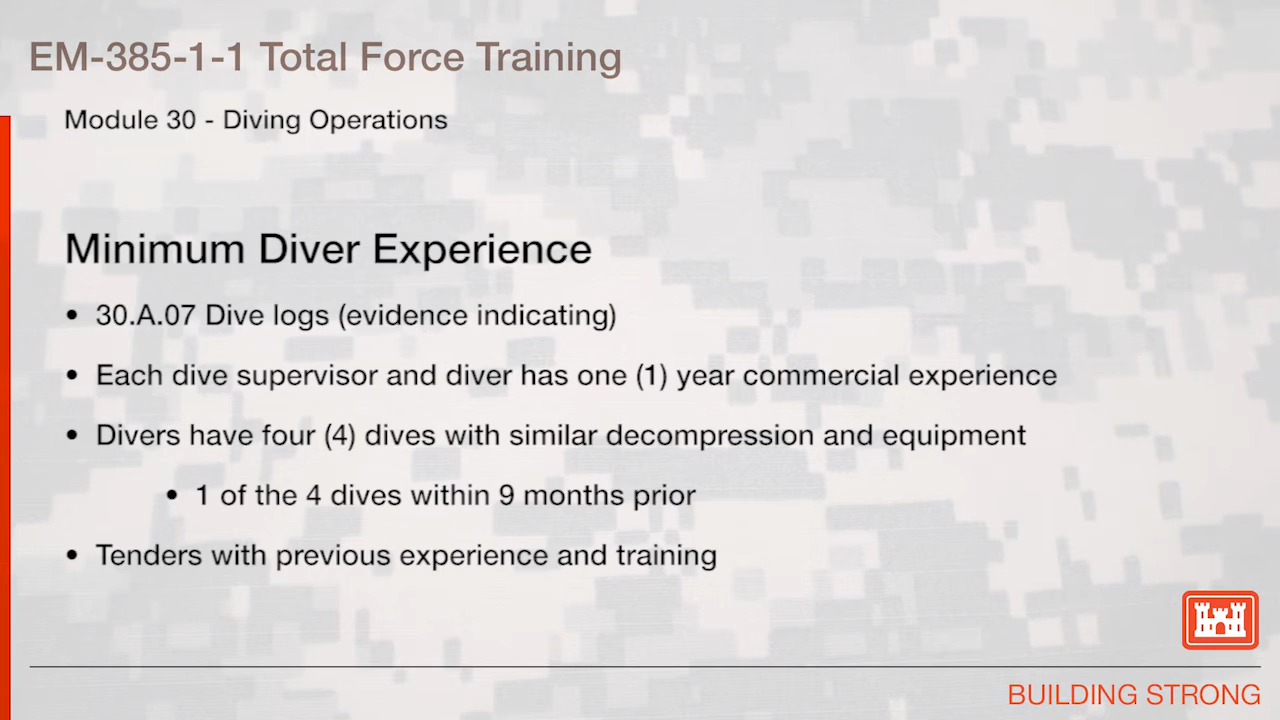 EM-385-1-1 Total Force Training
Module 30 - Diving Operations
Minimum Diver Experience
• 30.A.07 Dive logs (evidence indicating)
• Each dive supervisor and diver has one (1) year commercial experience
• Divers have four (4) dives with similar decompression and equipment
• 1 of the 4 dives within 9 months prior
• Tenders with previous experience and training
BUILDING STRONG